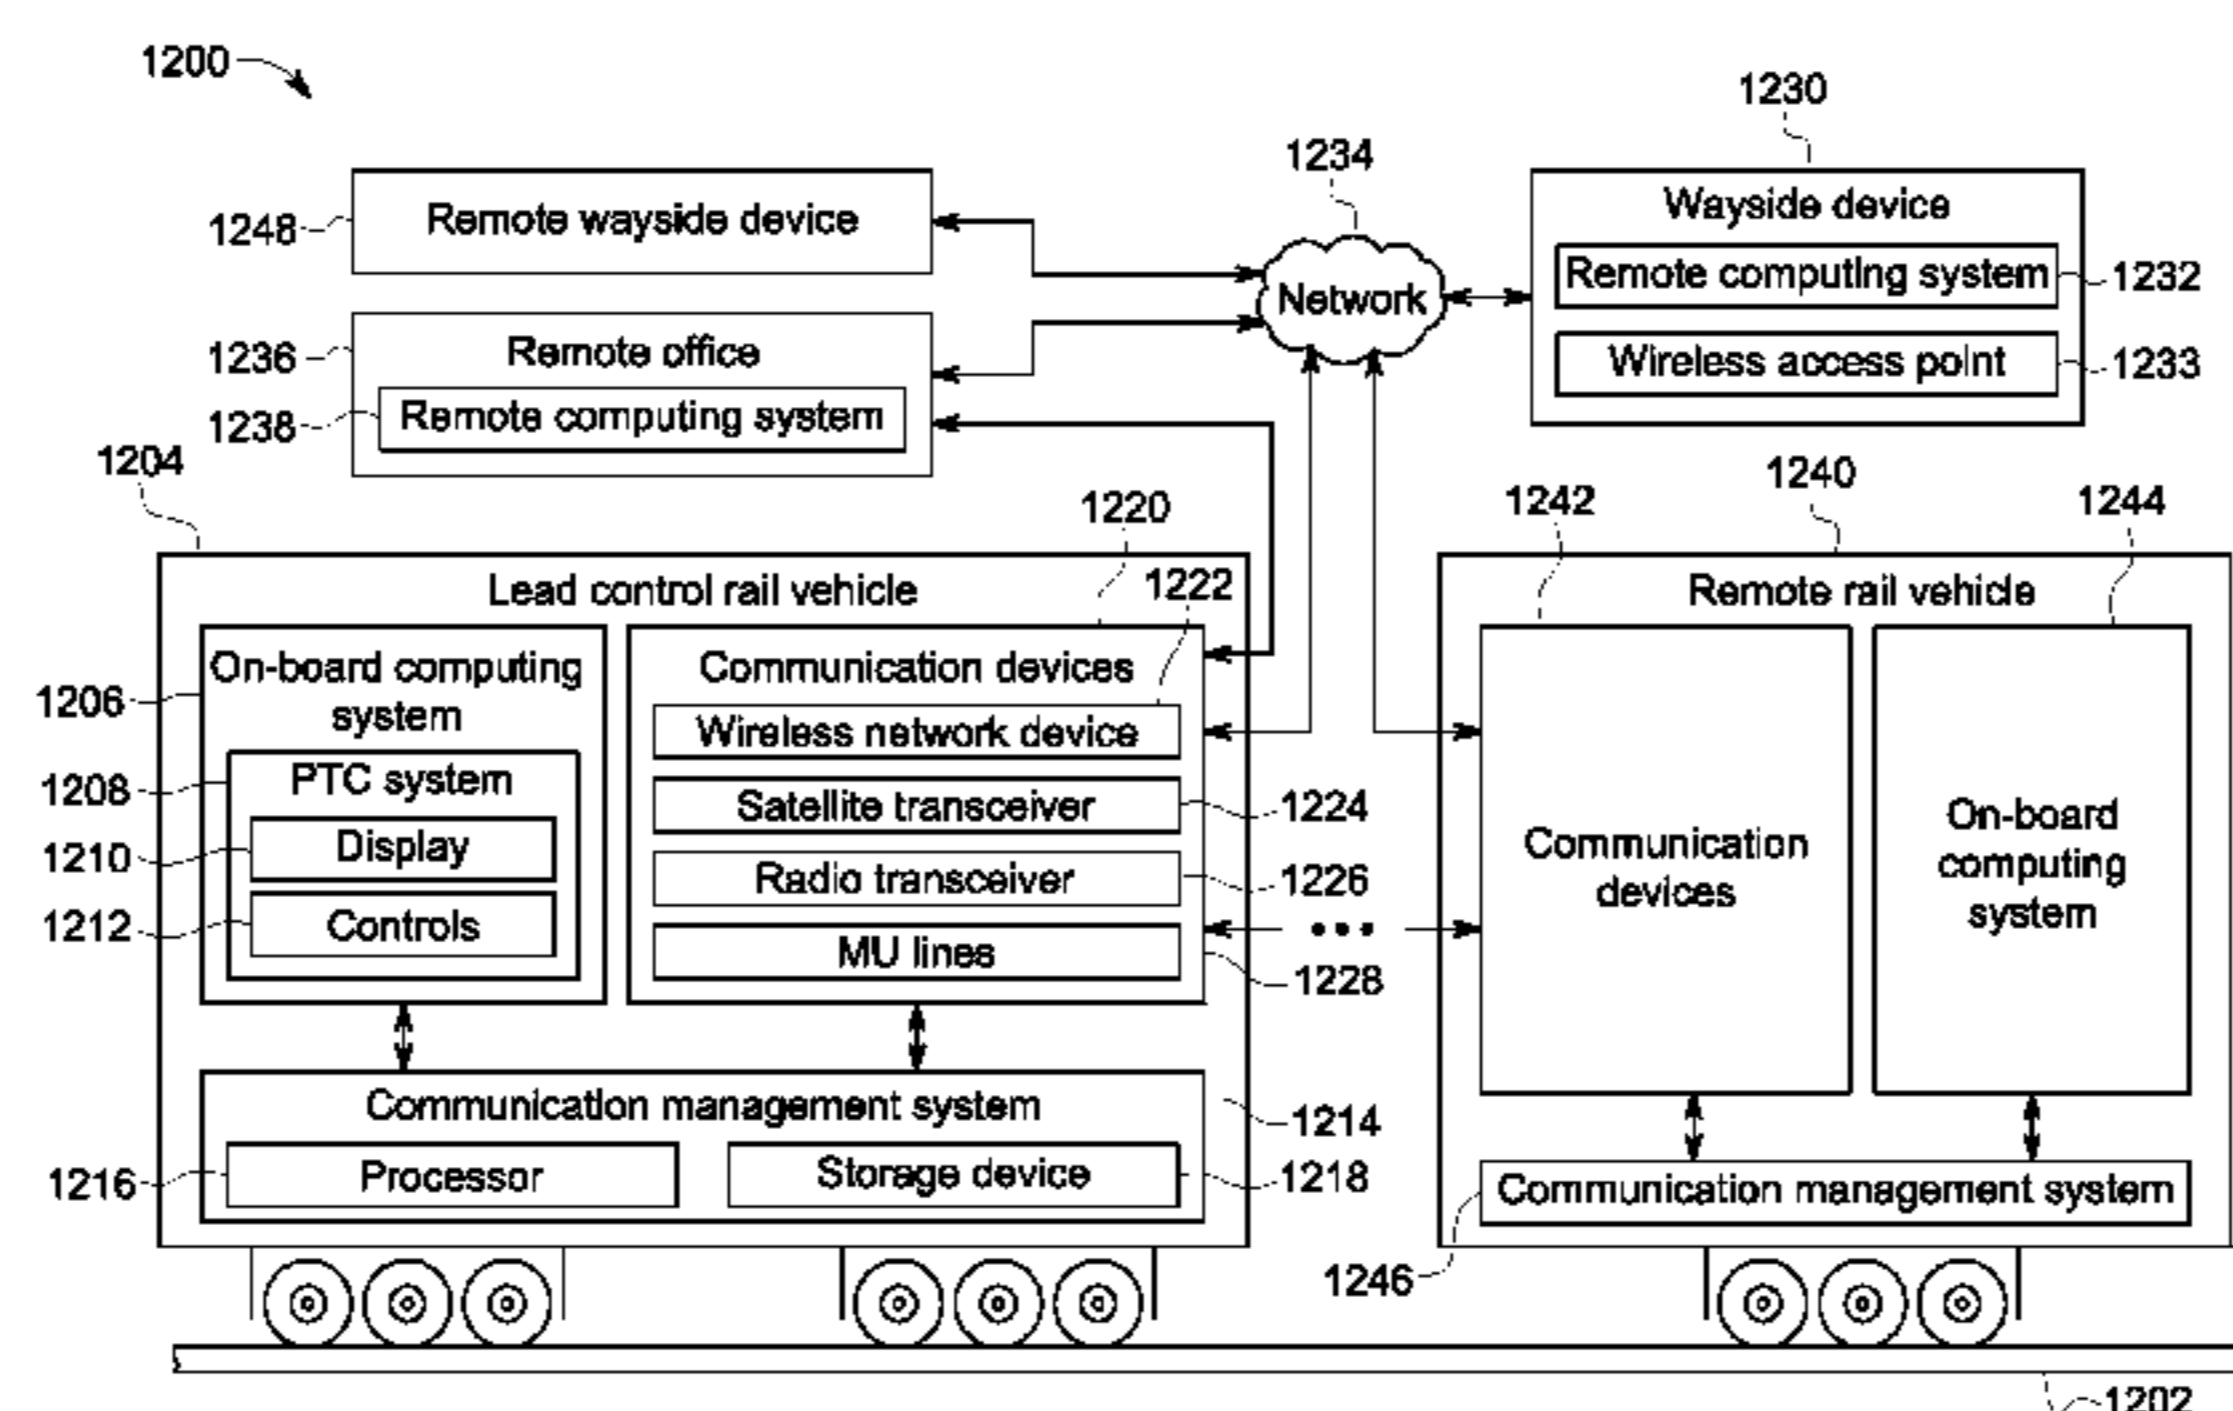 1200
1230
1234
1248
Remote wayside device
Wayside device
Remote computing system
1232
Network
Wireless access point
1233
1236
Remote office
1238
Remote computing system
1204
1220
1222
1242
1240
1244
Lead control rail vehicle
1206
On-board computing
system
1208
PTC system
1210
Display
1212
Controls
Communication devices
Wireless network device
Satellite transceiver
1224
Radio transceiver
1226
MU lines
1228
Communication management system
1214
1216
Processor
Storage device
1218
Remote rail vehicle
Communication
devices
On-board
computing
system
Communication management system
1246
1202